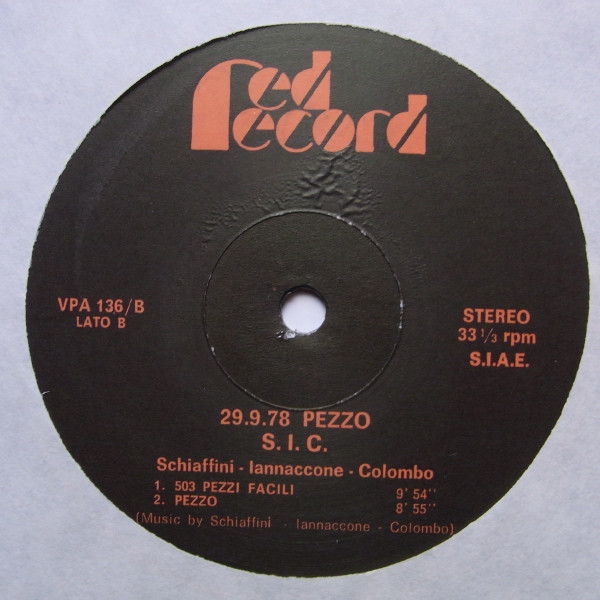 Red
Record
VPA 136/B
LATO B
STEREO
33 1/3 rpm
S.I.A.E.
29.9.78 PEZZO
S. I. C.
Schiaffini - Iannaccone - Colombo
1. 503 PEZZI FACILI 9' 54''
2. PEZZO 8' 55''
(Music by Schiaffini - Iannaccone - Colombo)